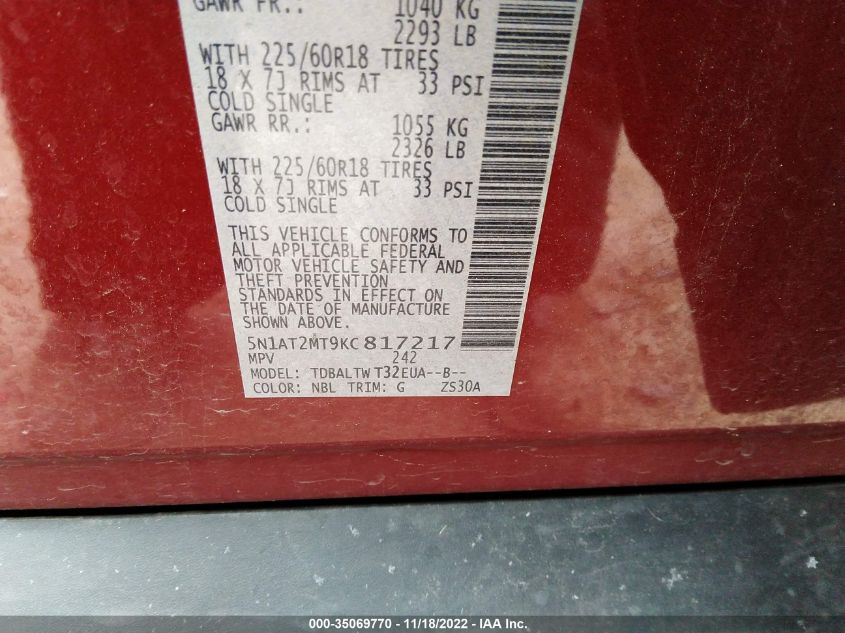 GAWR FR.: 1040 KG
2293 LB
WITH 225/60R18 TIRES
18 X 7J RIMS AT 33 PSI
COLD SINGLE
GAWR RR.: 1055 KG
2326 LB
WITH 225/60R18 TIRES
18 X 7J RIMS AT 33 PSI
COLD SINGLE
THIS VEHICLE CONFORMS TO
ALL APPLICABLE FEDERAL
MOTOR VEHICLE SAFETY AND
THEFT PREVENTION
STANDARDS IN EFFECT ON
THE DATE OF MANUFACTURE
SHOWN ABOVE.
5N1AT2MT9KC817217
MPV 242
MODEL: TDBALTW T32EUA--B--
COLOR: NBL TRIM: G ZS30A
000-35069770 - 11/18/2022 - IAA Inc.